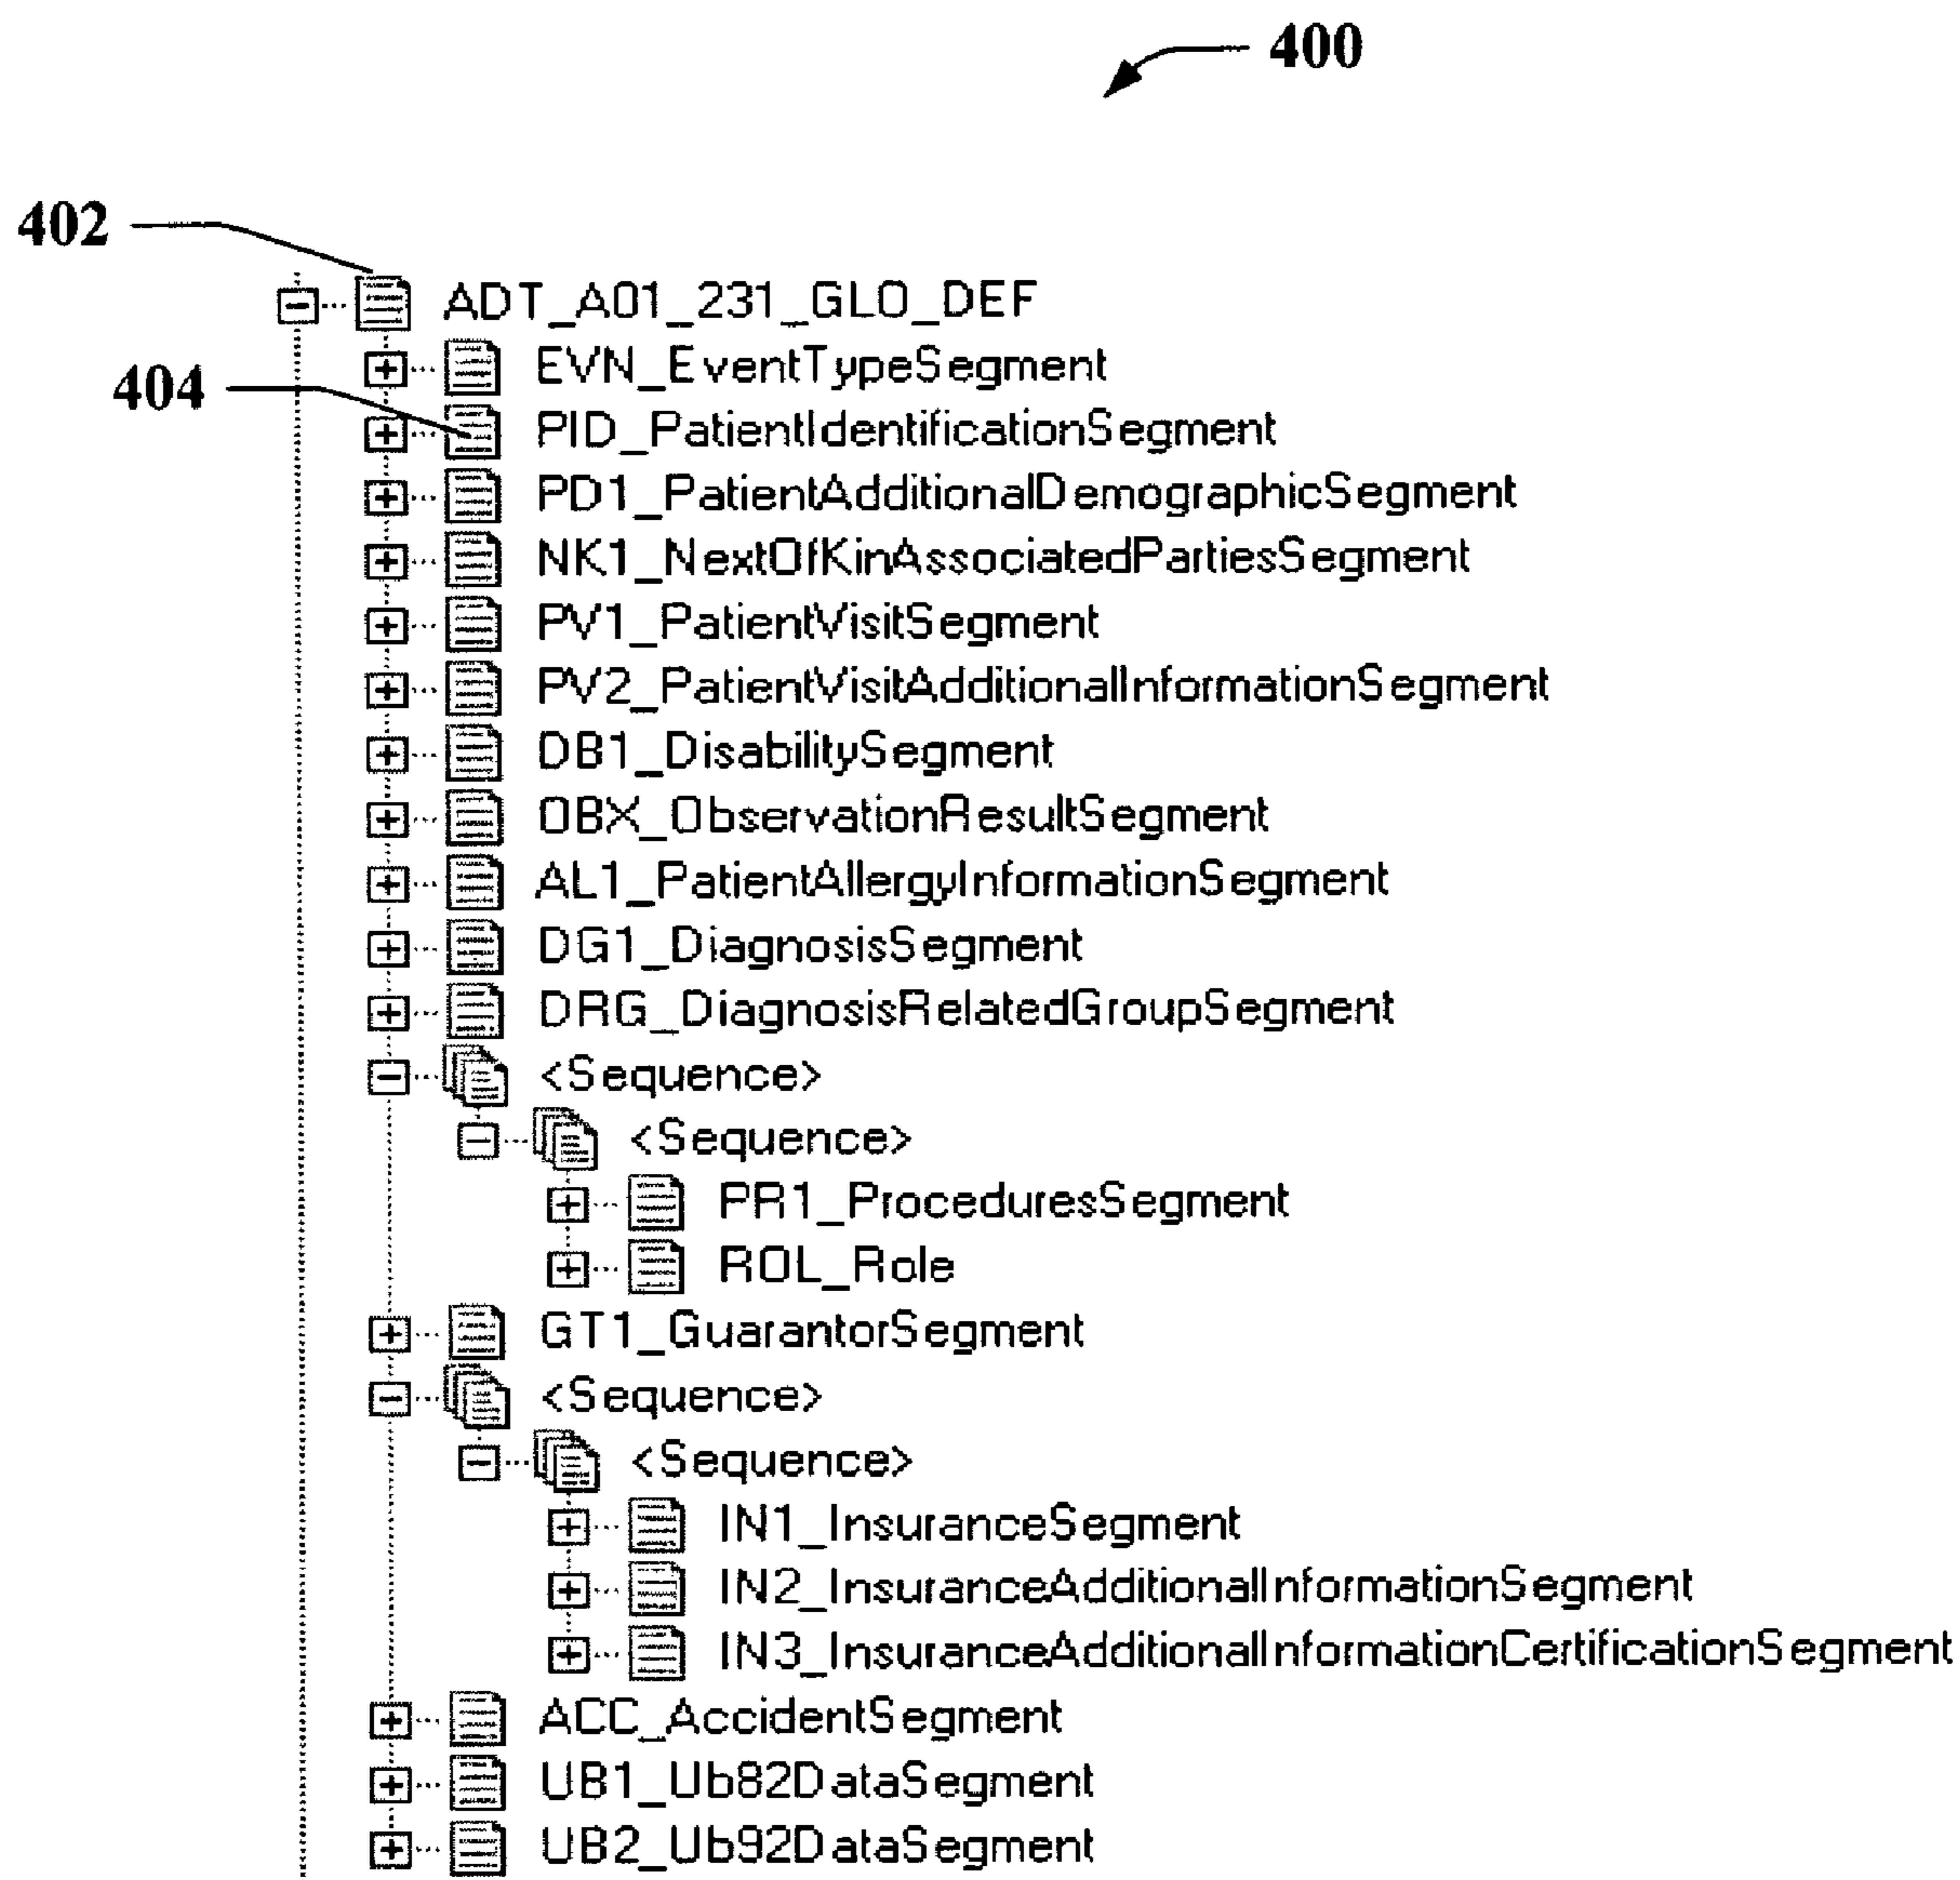 400
402
ADT_A01_231_GLO_DEF
EVN_EventTypeSegment
404
PID_PatientIdentificationSegment
PD1_PatientAdditionalDemographicSegment
NK1_NextOfKinAssociatedPartiesSegment
PV1_PatientVisitSegment
PV2_PatientVisitAdditionalInformationSegment
DB1_DisabilitySegment
OBX_ObservationResultSegment
AL1_PatientAllergyInformationSegment
DG1_DiagnosisSegment
DRG_DiagnosisRelatedGroupSegment
<Sequence>
<Sequence>
PR1_ProceduresSegment
ROL_Role
GT1_GuarantorSegment
<Sequence>
<Sequence>
IN1_InsuranceSegment
IN2_InsuranceAdditionalInformationSegment
IN3_InsuranceAdditionalInformationCertificationSegment
ACC_AccidentSegment
UB1_Ub82DataSegment
UB2_Ub92DataSegment